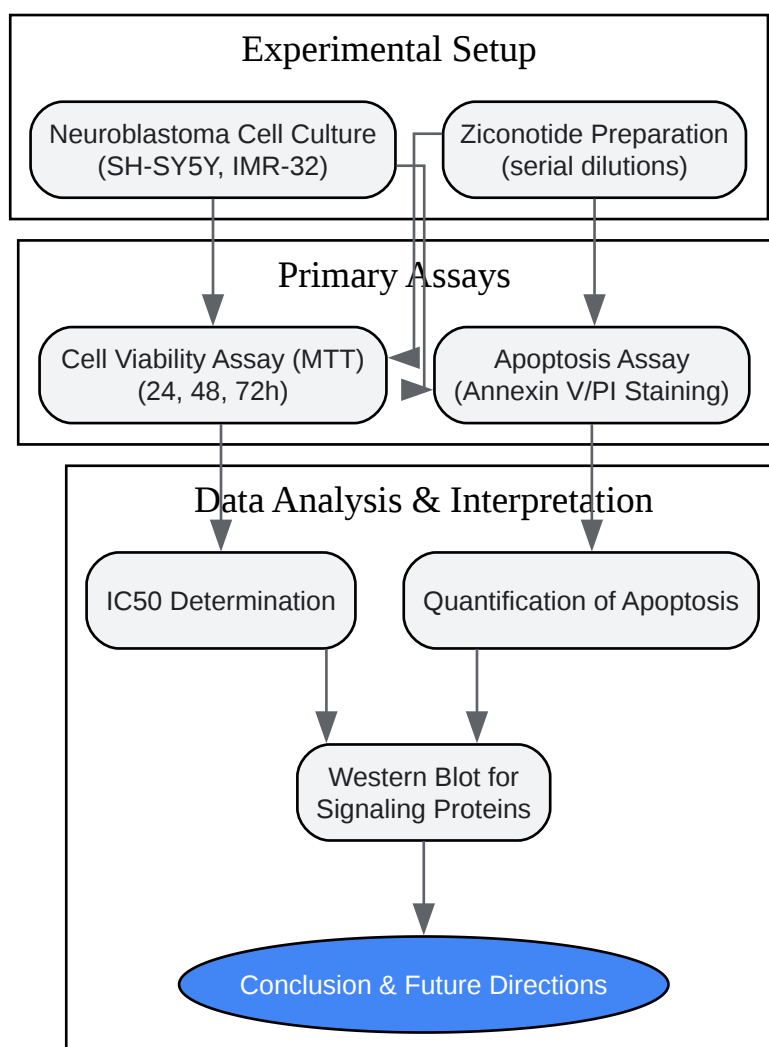 Experimental Setup
Neuroblastoma Cell Culture
(SH-SY5Y, IMR-32)
Ziconotide Preparation
(serial dilutions)
Primary Assays
Cell Viability Assay (MTT)
(24, 48, 72h)
Apoptosis Assay
(Annexin V/PI Staining)
Data Analysis & Interpretation
IC50 Determination
Quantification of Apoptosis
Western Blot for
Signaling Proteins
Conclusion & Future Directions